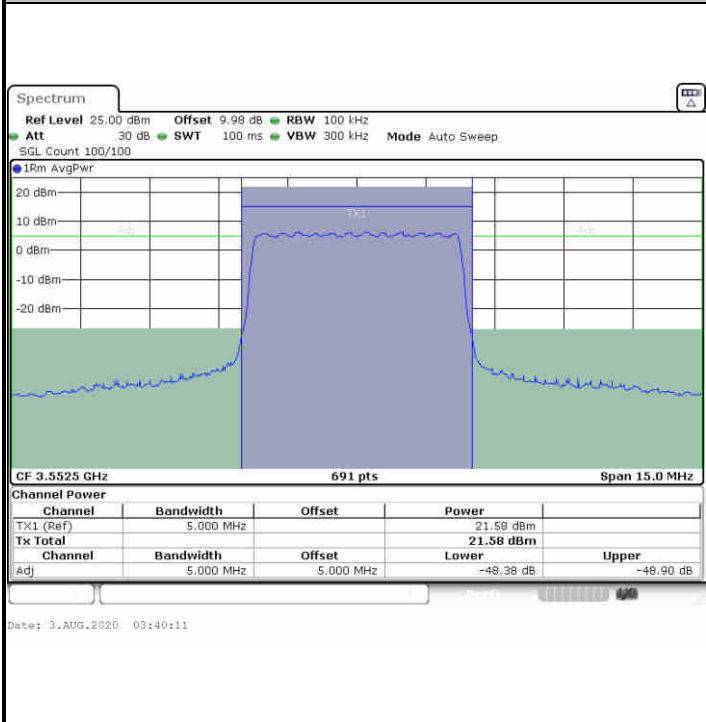 Spectrum
Ref Level 25.00 dBm Offset 9.98 dB RBW 100 kHz
Att 30 dB SWT 100 ms VBW 300 kHz Mode Auto Sweep
SGL Count 100/100
1Rm AvgPwr
20 dBm
TX1
Adj Adj
10 dBm
0 dBm
-10 dBm
-20 dBm
CF 3.5525 GHz 691 pts Span 15.0 MHz
Channel Power
Channel Bandwidth Offset Power
TX1 (Ref) 5.000 MHz 21.58 dBm
Tx Total 21.58 dBm
Channel Bandwidth Offset Lower Upper
Adj 5.000 MHz 5.000 MHz -48.38 dB -48.90 dB
Date: 3.AUG.2020 03:40:11